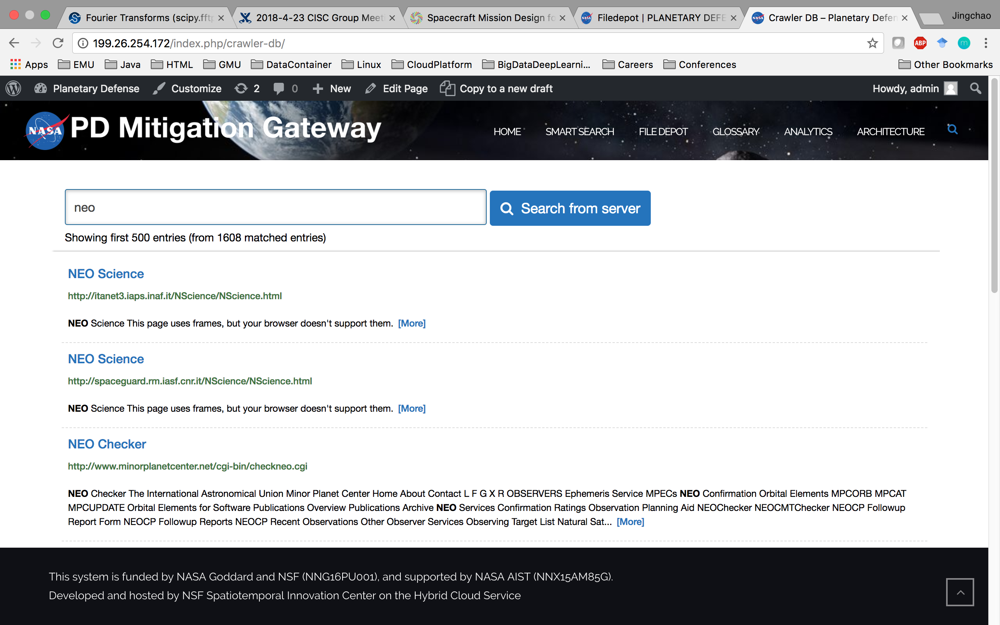 Fourier Transforms (scipy.fftp
2018-4-23 CISC Group Meeti
Spacecraft Mission Design fo
Filedepot | PLANETARY DEFE
Crawler DB – Planetary Defen
Jingchao
199.26.254.172/index.php/crawler-db/
ABP
m
Apps
EMU
Java
HTML
GMU
DataContainer
Linux
CloudPlatform
BigDataDeepLearni...
Careers
Conferences
Other Bookmarks
Planetary Defense
Customize
2
0
New
Edit Page
Copy to a new draft
Howdy, admin
NASA
PD Mitigation Gateway
HOME
SMART SEARCH
FILE DEPOT
GLOSSARY
ANALYTICS
ARCHITECTURE
neo
Search from server
Showing first 500 entries (from 1608 matched entries)
NEO Science
http://itanet3.iaps.inaf.it/NScience/NScience.html
NEO Science This page uses frames, but your browser doesn't support them. [More]
NEO Science
http://spaceguard.rm.iasf.cnr.it/NScience/NScience.html
NEO Science This page uses frames, but your browser doesn't support them. [More]
NEO Checker
http://www.minorplanetcenter.net/cgi-bin/checkneo.cgi
NEO Checker The International Astronomical Union Minor Planet Center Home About Contact L F G X R OBSERVERS Ephemeris Service MPECs NEO Confirmation Orbital Elements MPCORB MPCAT
MPCUPDATE Orbital Elements for Software Publications Overview Publications Archive NEO Services Confirmation Ratings Observation Planning Aid NEOChecker NEOCMTChecker NEOCP Followup
Report Form NEOCP Followup Reports NEOCP Recent Observations Other Observer Services Observing Target List Natural Sat... [More]
This system is funded by NASA Goddard and NSF (NNG16PU001), and supported by NASA AIST (NNX15AM85G).
Developed and hosted by NSF Spatiotemporal Innovation Center on the Hybrid Cloud Service